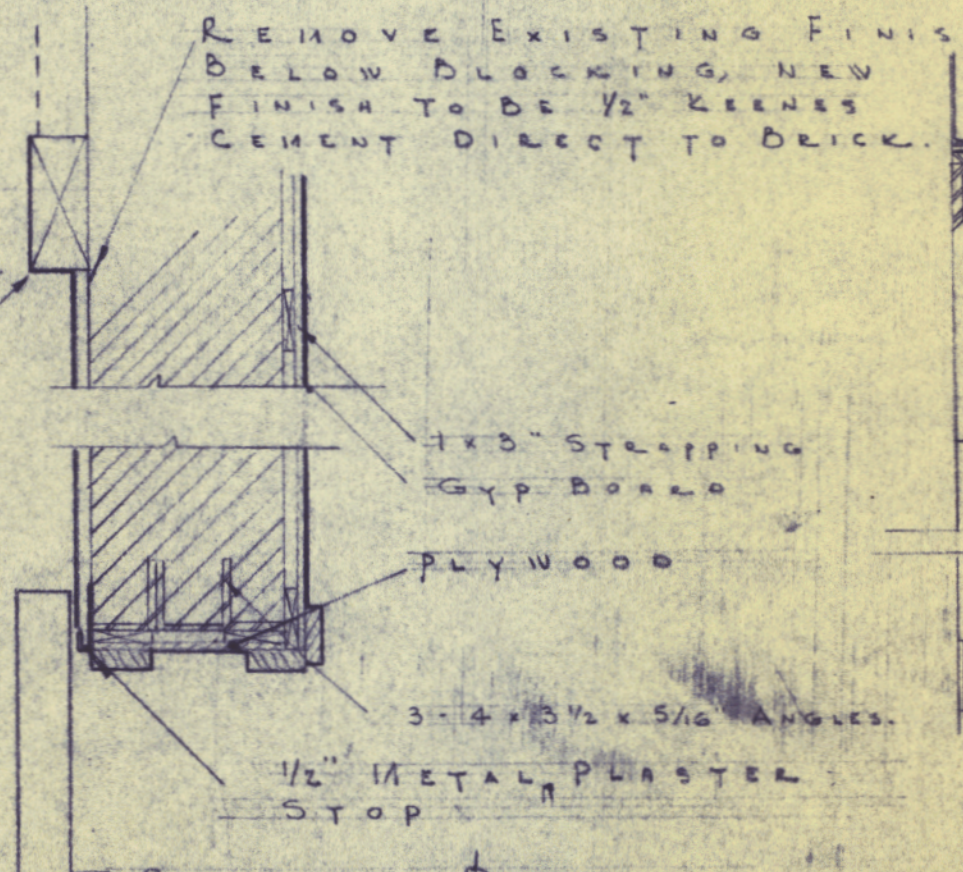 REMOVE EXISTING FINIS
BELOW BLOCKING, NEW
FINISH TO BE 1/2" KEENES
CEMENT DIRECT TO BRICK.
1 x 3" STRAPPING
GYP BOARD
PLYWOOD
3 - 4 x 3 1/2 x 5/16" ANGLES.
1/2" METAL PLASTER
STOP